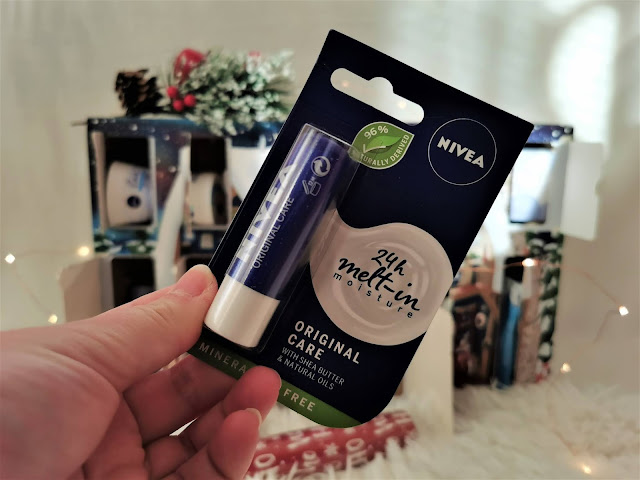 96%
NATURALLY DERIVED
NIVEA
NIVEA
ORIGINAL CARE
24h
melt-in
moisture
ORIGINAL
CARE
WITH SHEA BUTTER
& NATURAL OILS
FREE